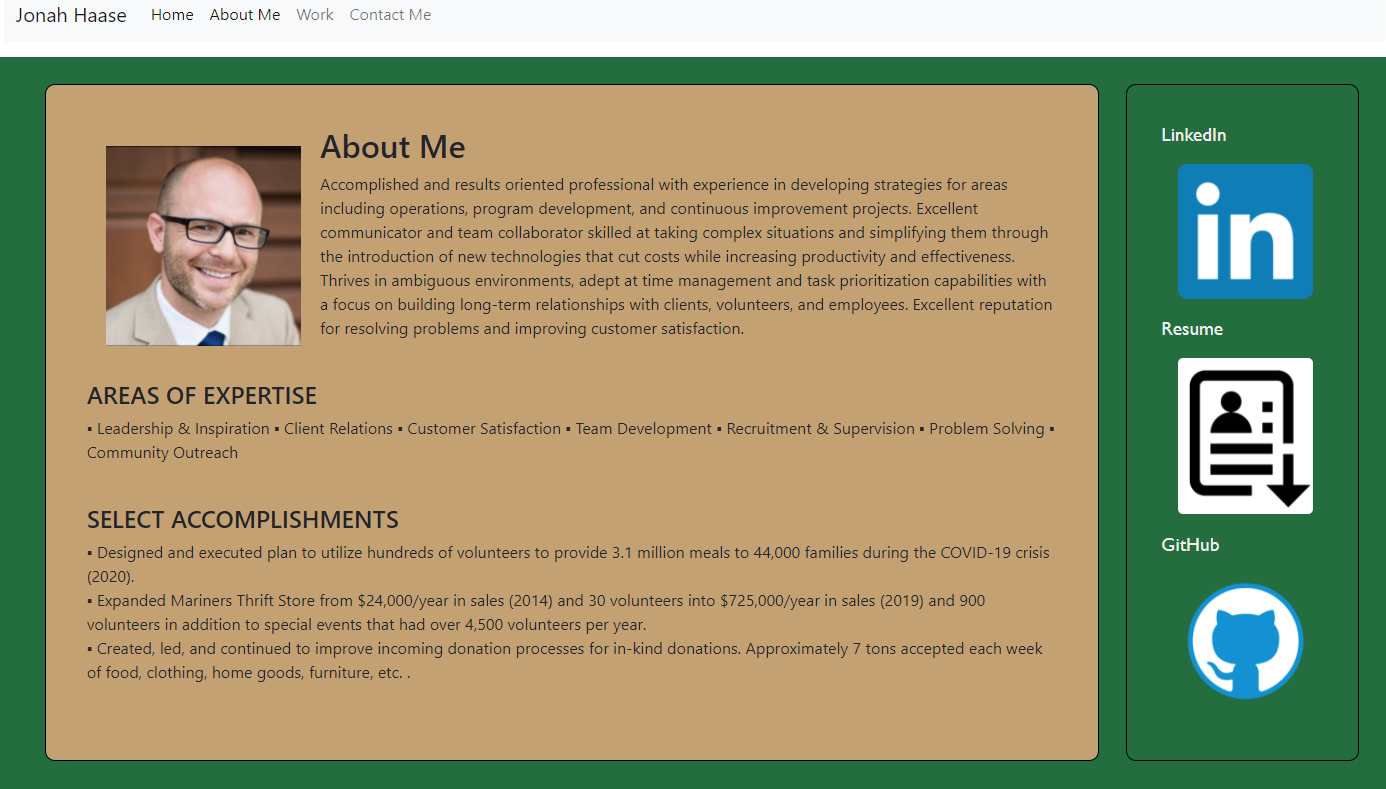 Jonah Haase Home About Me Work Contact Me
About Me
Accomplished and results oriented professional with experience in developing strategies for areas
including operations, program development, and continuous improvement projects. Excellent
communicator and team collaborator skilled at taking complex situations and simplifying them through
the introduction of new technologies that cut costs while increasing productivity and effectiveness.
Thrives in ambiguous environments, adept at time management and task prioritization capabilities with
a focus on building long-term relationships with clients, volunteers, and employees. Excellent reputation
for resolving problems and improving customer satisfaction.
AREAS OF EXPERTISE
▪ Leadership & Inspiration ▪ Client Relations ▪ Customer Satisfaction ▪ Team Development ▪ Recruitment & Supervision ▪ Problem Solving ▪
Community Outreach
SELECT ACCOMPLISHMENTS
▪ Designed and executed plan to utilize hundreds of volunteers to provide 3.1 million meals to 44,000 families during the COVID-19 crisis
(2020).
▪ Expanded Mariners Thrift Store from $24,000/year in sales (2014) and 30 volunteers into $725,000/year in sales (2019) and 900
volunteers in addition to special events that had over 4,500 volunteers per year.
▪ Created, led, and continued to improve incoming donation processes for in-kind donations. Approximately 7 tons accepted each week
of food, clothing, home goods, furniture, etc. .
LinkedIn
in
Resume
GitHub